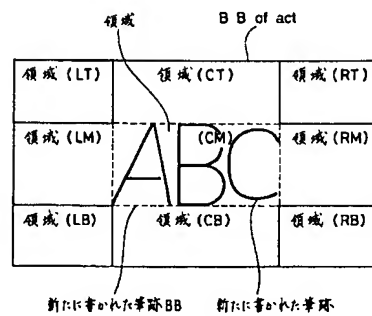 領域
BB of act
領域(LT) 領域(CT) 領域(RT)
領域(LM) (CM) 領域(RM)
ABC
領域(LB) 領域(CB) 領域(RB)
新たに書かれた筆跡BB 新たに書かれた筆跡